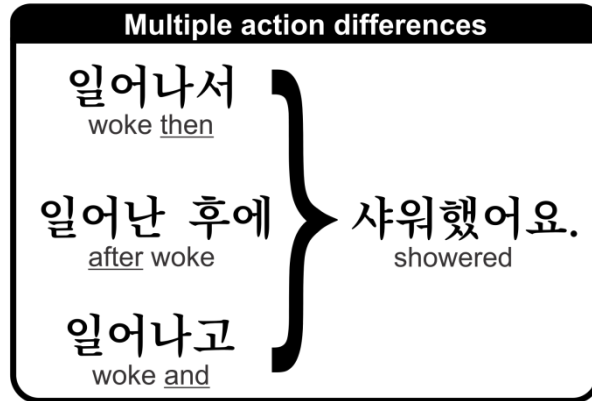 Multiple action differences
일어나서
woke then
일어난 후에
after woke
일어나고
woke and
샤워했어요.
showered